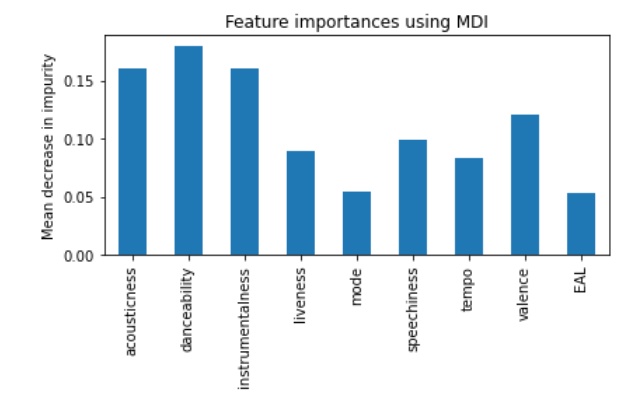 Feature importances using MDI
Mean decrease in impurity
0.15
0.10
0.05
0.00
acousticness
danceability
instrumentalness
liveness
mode
speechiness
tempo
valence
EAL